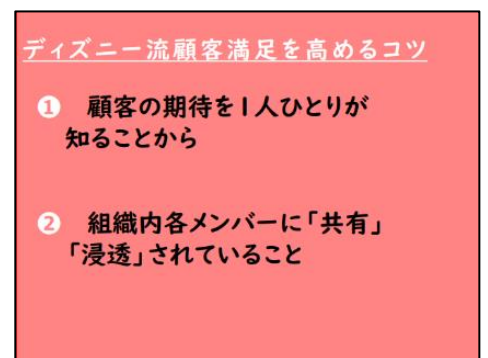 ディズニー流顧客満足を高めるコツ
❶ 顧客の期待を1人ひとりが
知ることから
❷ 組織内各メンバーに「共有」
「浸透」されていること